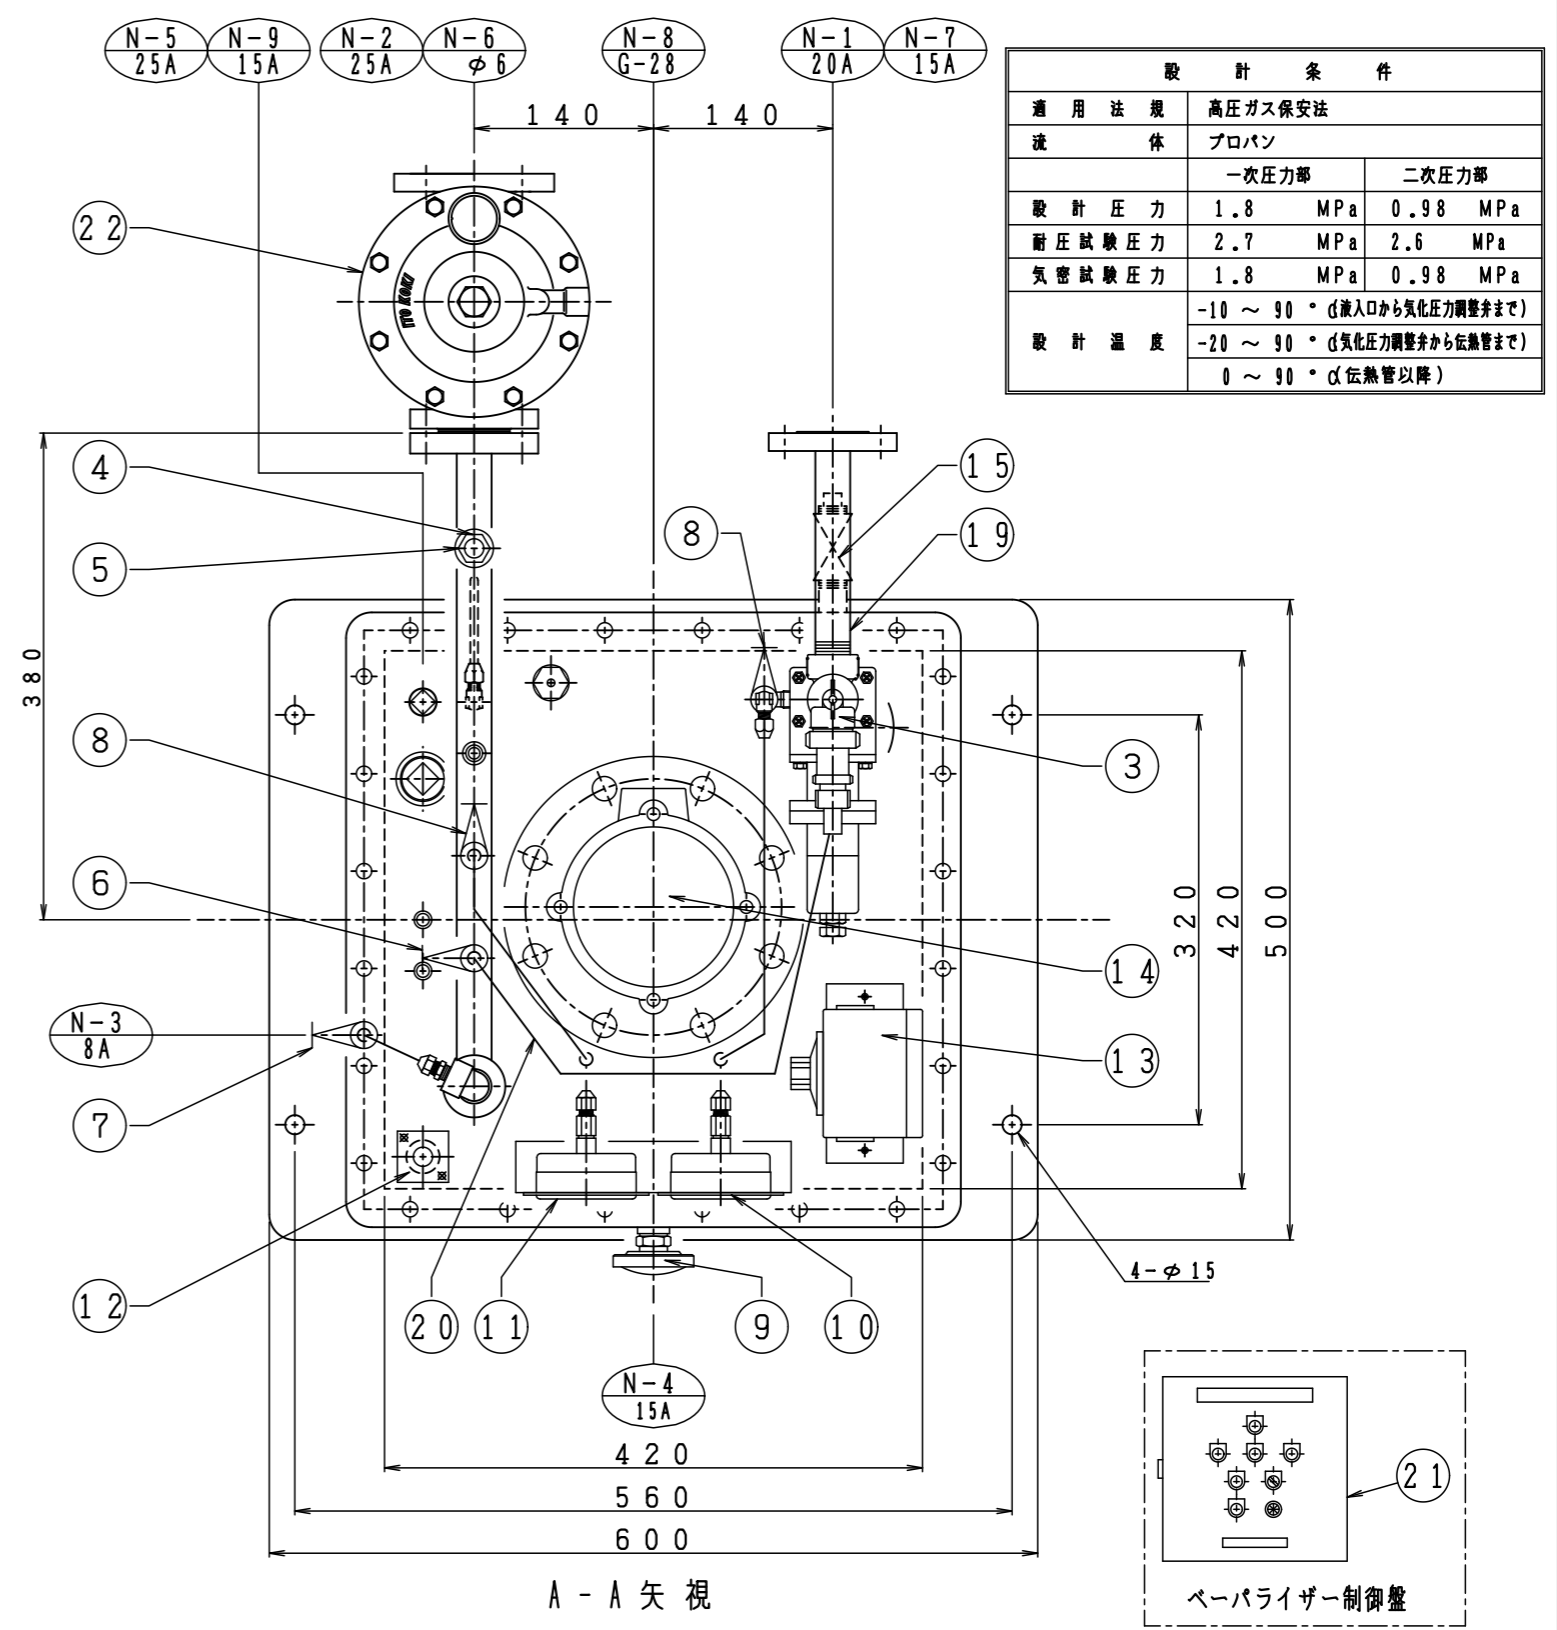 N-5 N-9 N-2 N-6 N-8 N-1 N-7
25A 15A 25A φ6 G-28 20A 15A
140 140
設計条件
適用法規 高圧ガス保安法
流体 プロパン
一次圧力部 二次圧力部
設計圧力 1.8 MPa 0.98 MPa
耐圧試験圧力 2.7 MPa 2.6 MPa
気密試験圧力 1.8 MPa 0.98 MPa
設計温度
-10 ～ 90 °C(液入口から気化圧力調整弁まで)
-20 ～ 90 °C(気化圧力調整弁から伝熱管まで)
0 ～ 90 °C(伝熱管以降)
22
ITO KOKI
380
4
15
5
8
19
8
3
6
320
420
500
14
N-3
8A
13
7
12
4-φ15
20 11 9 10
N-4
15A
420
560
600
21
A-A矢視
ベーパライザー制御盤